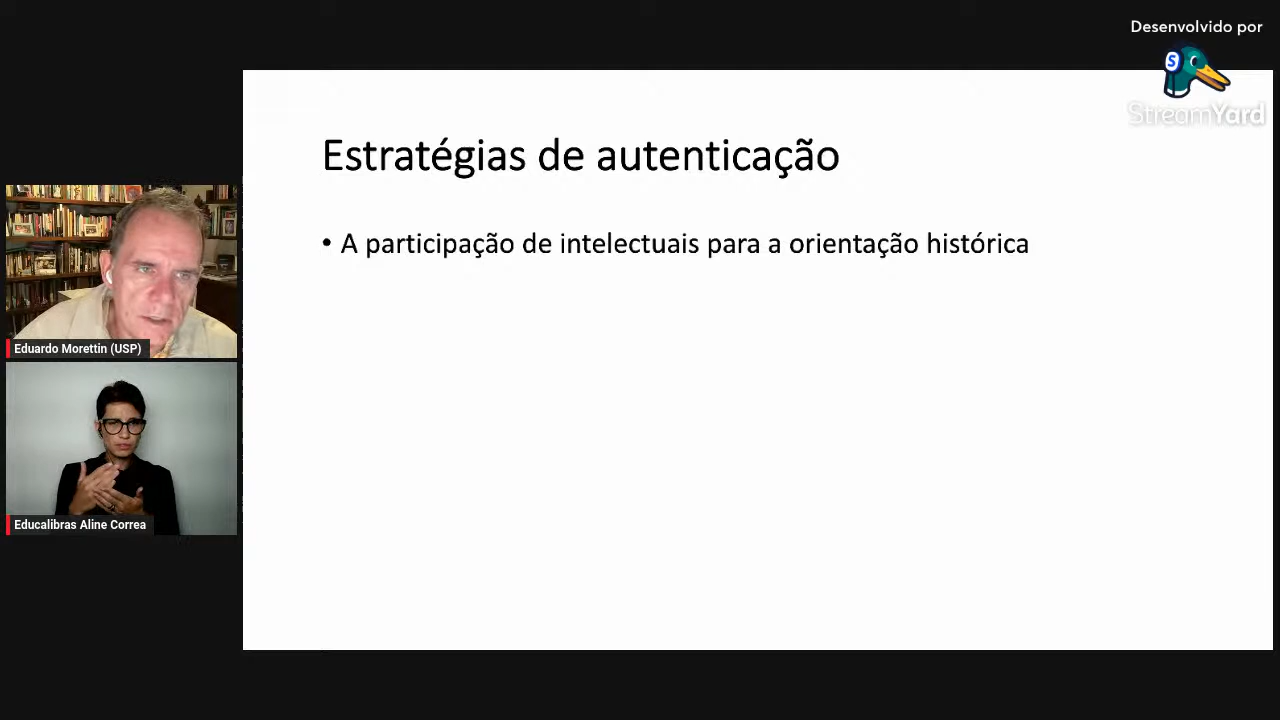 Desenvolvido por
StreamYard
Estratégias de autenticação
• A participação de intelectuais para a orientação histórica
Eduardo Morettin (USP)
Educalibras Aline Correa